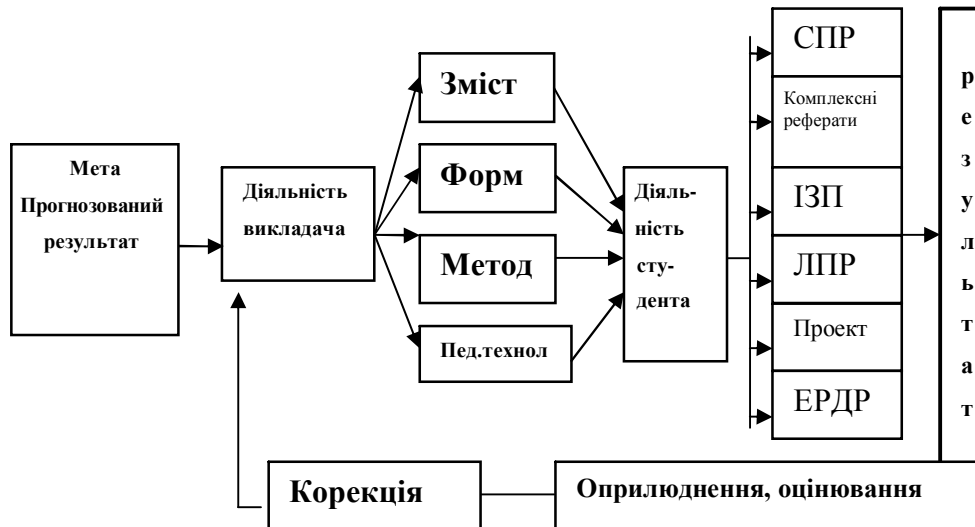 Мета
Прогнозований
результат
Діяльність
викладача
Зміст
Форм
Метод
Пед.технол
Діяль-
ність
сту-
дента
СПР
Комплексні
реферати
ІЗП
ЛПР
Проект
ЕРДР
р
е
з
у
л
ь
т
а
т
Корекція
Оприлюднення, оцінювання